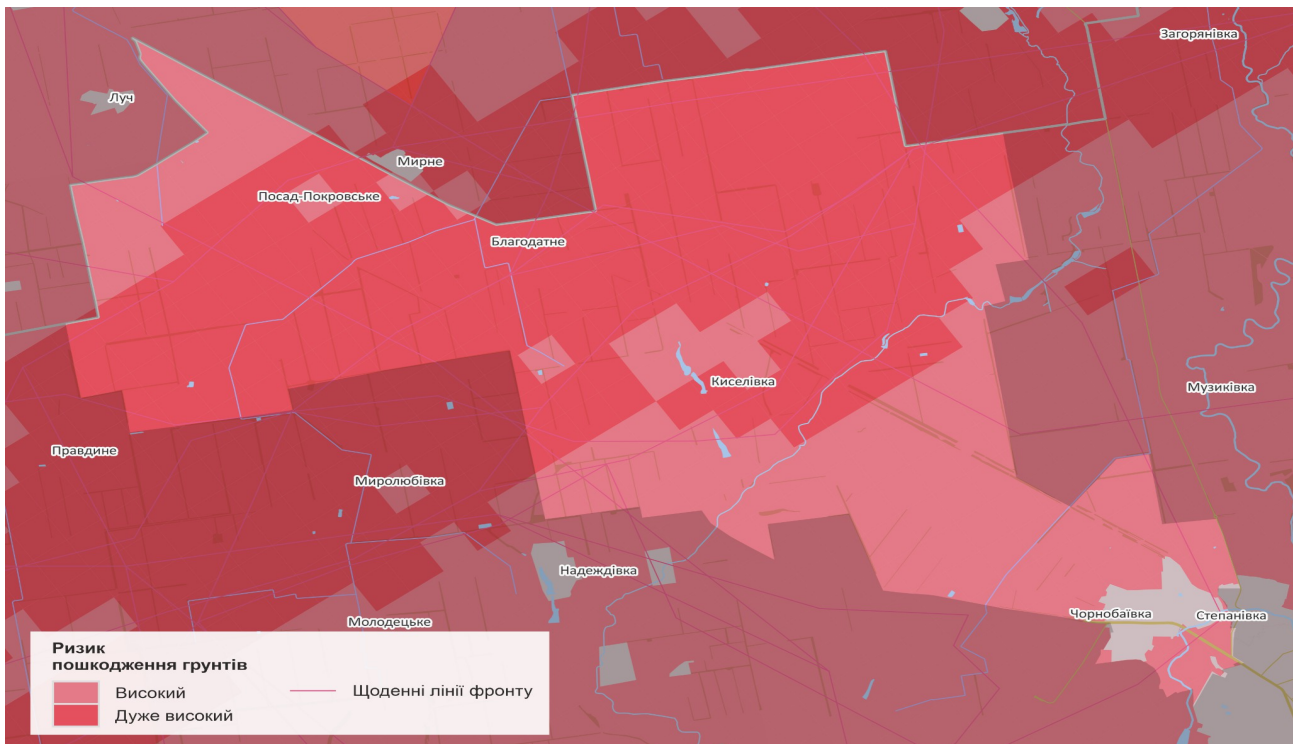 Загорянівка
Луч
Мирне
Посад-Покровське
Благодатне
Киселівка
Музиківка
Правдине
Миролюбівка
Надеждівка
Чорнобаївка
Степанівка
Молодецьке
Ризик
пошкодження грунтів
Високий
Щоденні лінії фронту
Дуже високий